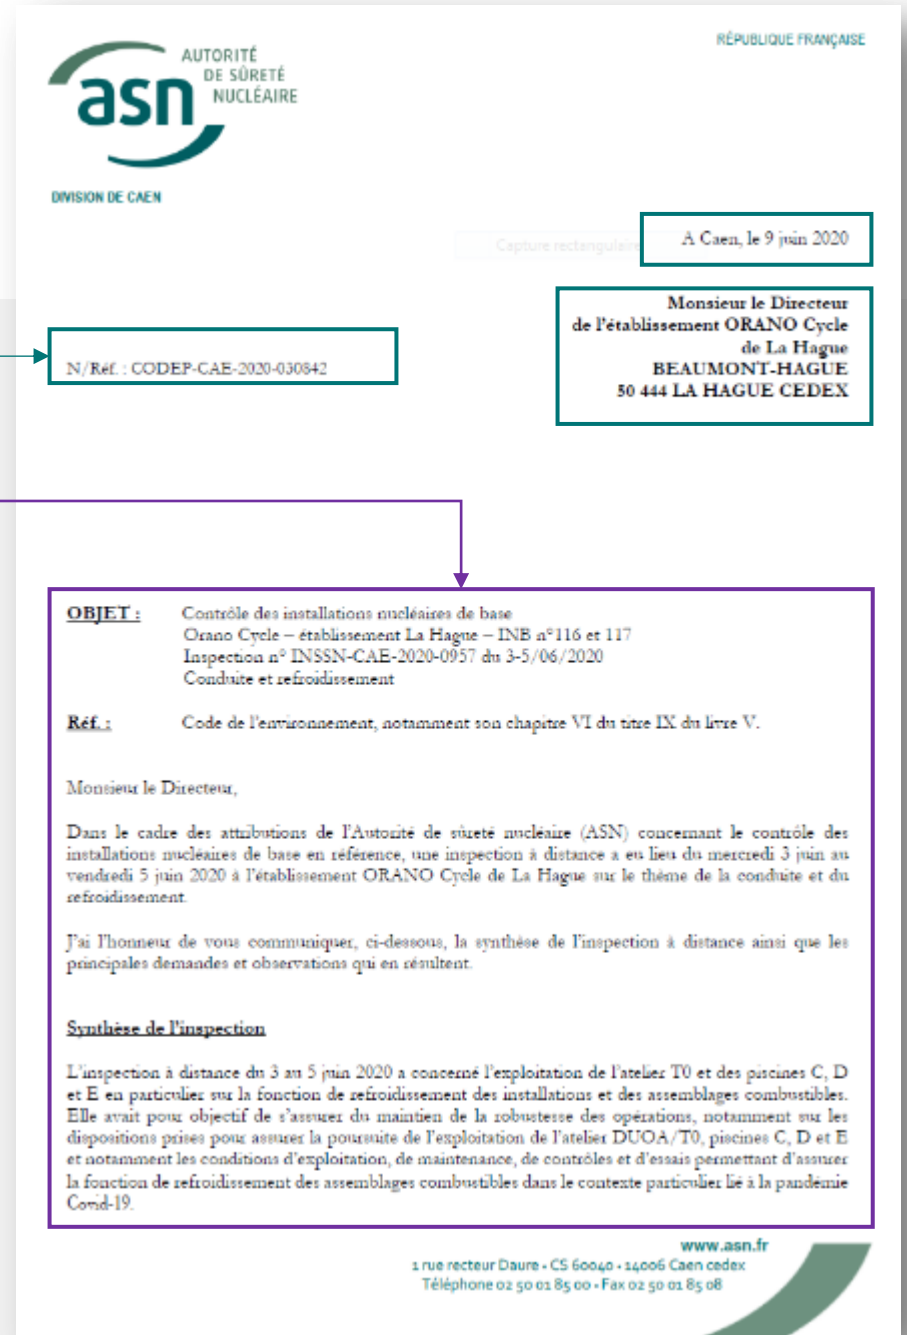 RÉPUBLIQUE FRANÇAISE
asn
AUTORITÉ
DE SÛRETÉ
NUCLÉAIRE
DIVISION DE CAEN
Capture rectangulaire
A Caen, le 9 juin 2020
Monsieur le Directeur
de l'établissement ORANO Cycle
de La Hague
BEAUMONT-HAGUE
50 444 LA HAGUE CEDEX
N/Réf. : CODEP-CAE-2020-030842
OBJET : Contrôle des installations nucléaires de base
Orano Cycle – établissement La Hague – INB n°116 et 117
Inspection n° INSSN-CAE-2020-0957 du 3-5/06/2020
Conduite et refroidissement
Réf. : Code de l'environnement, notamment son chapitre VI du titre IX du livre V.
Monsieur le Directeur,
Dans le cadre des attributions de l'Autorité de sûreté nucléaire (ASN) concernant le contrôle des
installations nucléaires de base en référence, une inspection à distance a eu lieu du mercredi 3 juin au
vendredi 5 juin 2020 à l'établissement ORANO Cycle de La Hague sur le thème de la conduite et du
refroidissement.
J'ai l'honneur de vous communiquer, ci-dessous, la synthèse de l'inspection à distance ainsi que les
principales demandes et observations qui en résultent.
Synthèse de l'inspection
L'inspection à distance du 3 au 5 juin 2020 a concerné l'exploitation de l'atelier T0 et des piscines C, D
et E en particulier sur la fonction de refroidissement des installations et des assemblages combustibles.
Elle avait pour objectif de s'assurer du maintien de la robustesse des opérations, notamment sur les
dispositions prises pour assurer la poursuite de l'exploitation de l'atelier DUOA/T0, piscines C, D et E
et notamment les conditions d'exploitation, de maintenance, de contrôles et d'essais permettant d'assurer
la fonction de refroidissement des assemblages combustibles dans le contexte particulier lié à la pandémie
Covid-19.
www.asn.fr
1 rue recteur Daure • CS 60040 • 14006 Caen cedex
Téléphone 02 50 01 85 00 • Fax 02 50 01 85 08